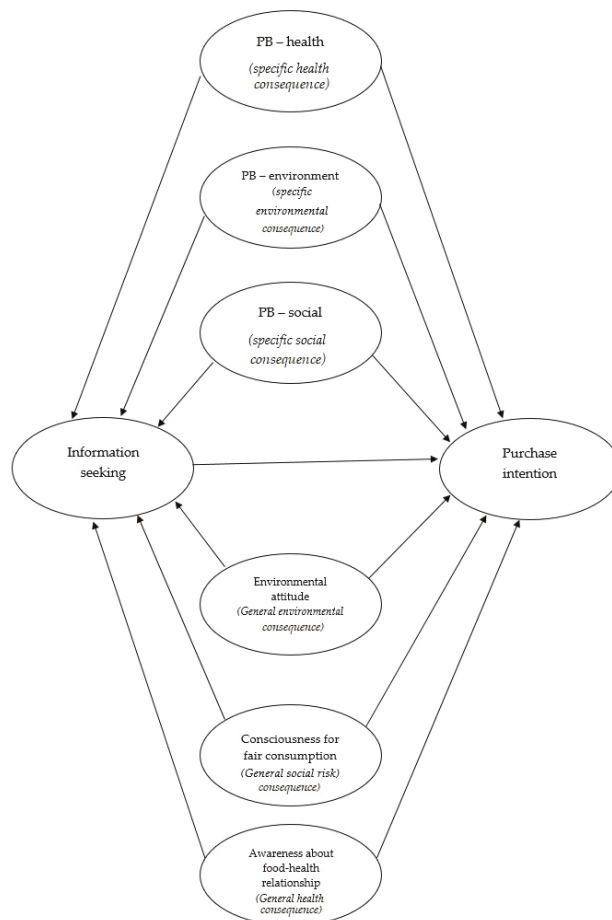 PB – health
(specific health
consequence)
PB – environment
(specific
environmental
consequence)
PB – social
(specific social
consequence)
Information
seeking
Purchase
intention
Environmental
attitude
(General environmental
consequence)
Consciousness for
fair consumption
(General social risk)
consequence)
Awareness about
food-health
relationship
(General health
consequence)